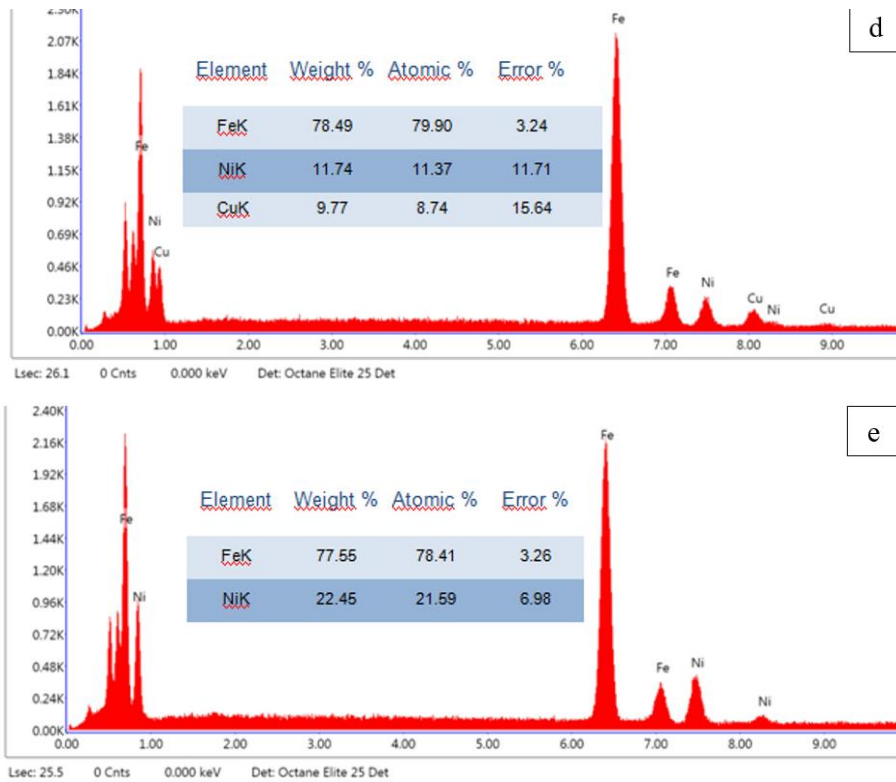 2.30K
Fe
d
2.07K
Element Weight % Atomic % Error %
1.84K
1.61K
FeK 78.49 79.90 3.24
1.38K
Fe
1.15K
NiK 11.74 11.37 11.71
0.92K
CuK 9.77 8.74 15.64
Ni
0.69K
Cu
0.46K
Fe
Ni
0.23K
Cu
Ni
Cu
0.00K
0.00 1.00 2.00 3.00 4.00 5.00 6.00 7.00 8.00 9.00
Lsec: 26.1 0 Cnts 0.000 keV Det: Octane Elite 25 Det
2.40K
e
Fe
2.16K
1.92K
Element Weight % Atomic % Error %
1.68K
Fe
1.44K
FeK 77.55 78.41 3.26
1.20K
0.96K
Ni
NiK 22.45 21.59 6.98
0.72K
0.48K
Fe
Ni
0.24K
Ni
0.00K
0.00 1.00 2.00 3.00 4.00 5.00 6.00 7.00 8.00 9.00
Lsec: 25.5 0 Cnts 0.000 keV Det: Octane Elite 25 Det